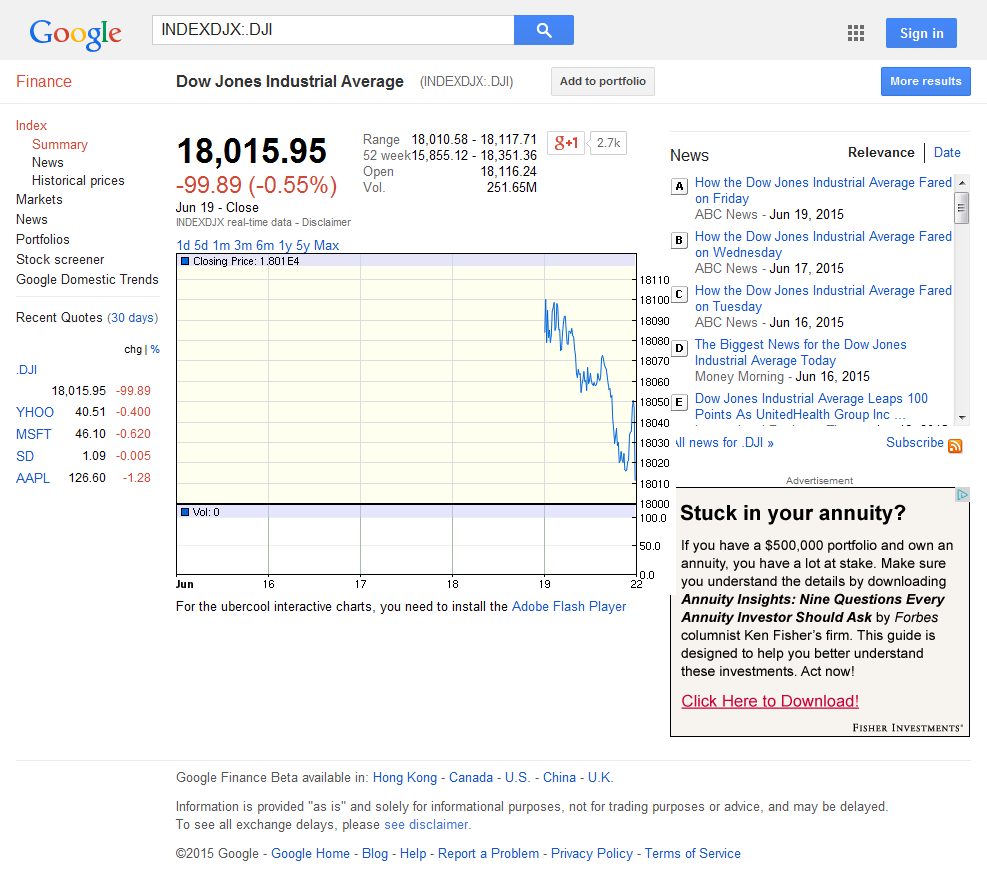 Google
INDEXDJX:.DJI
Sign in
Finance
Dow Jones Industrial Average (INDEXDJX:.DJI)
Add to portfolio
More results
Index
Summary
News
Historical prices
Markets
News
Portfolios
Stock screener
Google Domestic Trends
Recent Quotes (30 days)
chg | %
.DJI
18,015.95 -99.89
YHOO 40.51 -0.400
MSFT 46.10 -0.620
SD 1.09 -0.005
AAPL 126.60 -1.28
18,015.95
-99.89 (-0.55%)
Jun 19 - Close
INDEXDJX real-time data - Disclaimer
Range 18,010.58 - 18,117.71
52 week 15,855.12 - 18,351.36
Open 18,116.24
Vol. 251.65M
g+1 2.7k
1d 5d 1m 3m 6m 1y 5y Max
Closing Price: 1.801E4
18110
18100
18090
18080
18070
18060
18050
18040
18030
18020
18010
18000
Vol: 0
100.0
50.0
0.0
Jun 16 17 18 19 22
For the ubercool interactive charts, you need to install the Adobe Flash Player
News
Relevance | Date
A How the Dow Jones Industrial Average Fared
on Friday
ABC News - Jun 19, 2015
B How the Dow Jones Industrial Average Fared
on Wednesday
ABC News - Jun 17, 2015
C How the Dow Jones Industrial Average Fared
on Tuesday
ABC News - Jun 16, 2015
D The Biggest News for the Dow Jones
Industrial Average Today
Money Morning - Jun 16, 2015
E Dow Jones Industrial Average Leaps 100
Points As UnitedHealth Group Inc ...
All news for .DJI »
Subscribe
Advertisement
Stuck in your annuity?
If you have a $500,000 portfolio and own an
annuity, you have a lot at stake. Make sure
you understand the details by downloading
Annuity Insights: Nine Questions Every
Annuity Investor Should Ask by Forbes
columnist Ken Fisher's firm. This guide is
designed to help you better understand
these investments. Act now!
Click Here to Download!
FISHER INVESTMENTS®
Google Finance Beta available in: Hong Kong - Canada - U.S. - China - U.K.
Information is provided "as is" and solely for informational purposes, not for trading purposes or advice, and may be delayed.
To see all exchange delays, please see disclaimer.
©2015 Google - Google Home - Blog - Help - Report a Problem - Privacy Policy - Terms of Service